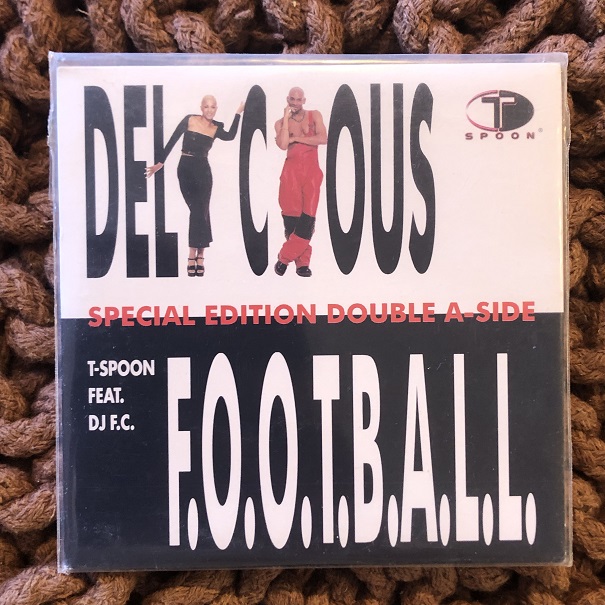 DELICIOUS
T
SPOON®
SPECIAL EDITION DOUBLE A-SIDE
T-SPOON
FEAT.
DJ F.C.
F.O.O.T.B.A.L.L.